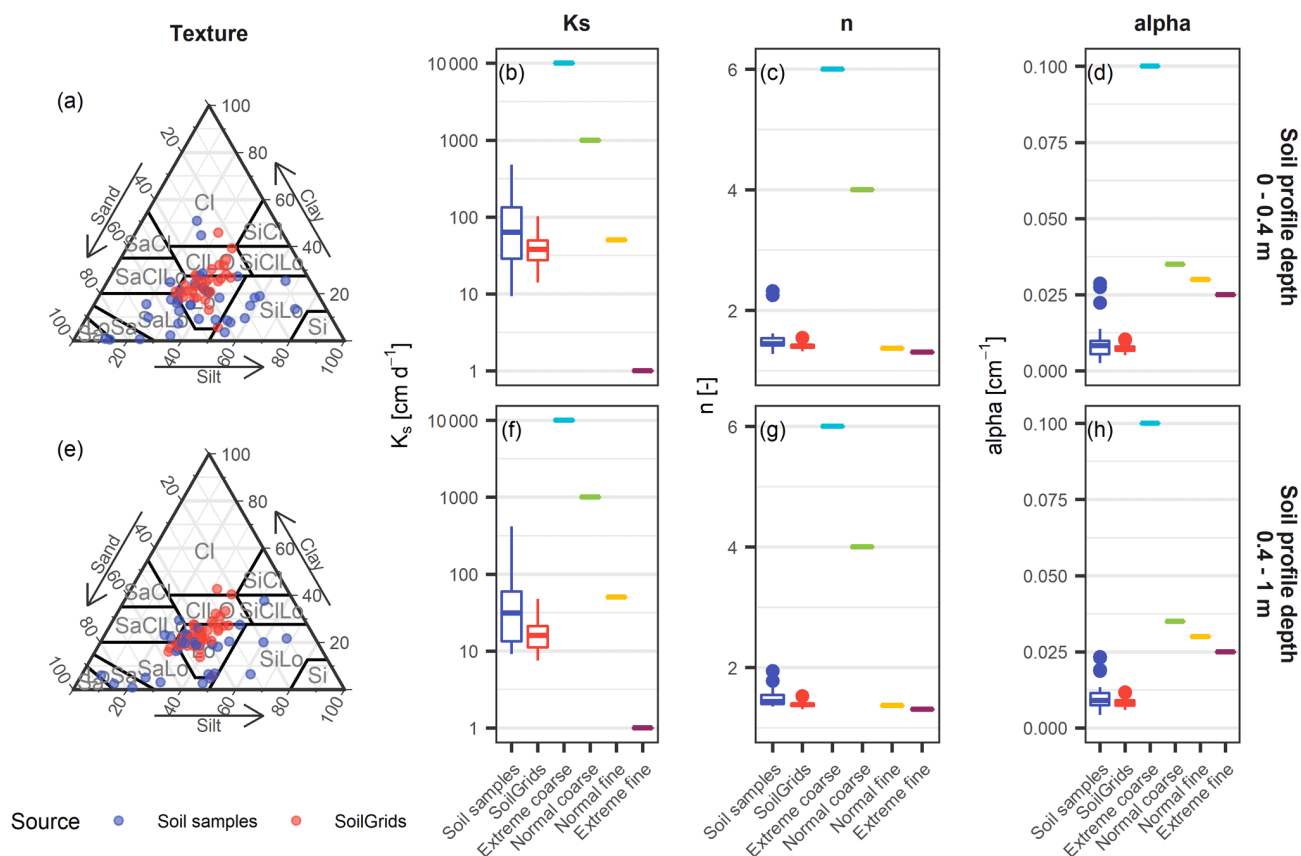 Texture
Ks
n
alpha
(a)
100
80
60
40
20
20
40
60
80
100
Sand
Clay
Silt
20
40
60
80
100
Cl
SiCl
SaCl
ClLo
SiClLo
SaClLo
Lo
SiLo
SaLo
LoSa
Sa
Si
(b)
10 000
1000
100
10
1
(c)
6
4
2
(d)
0.100
0.075
0.050
0.025
0.000
Soil profile depth
0 - 0.4 m
Ks [cm d⁻¹]
n [-]
alpha [cm⁻¹]
(e)
100
80
60
40
20
20
40
60
80
100
Sand
Clay
Silt
20
40
60
80
100
Cl
SiCl
SaCl
ClLo
SiClLo
SaClLo
Lo
SiLo
SaLo
LoSa
Sa
Si
(f)
10 000
1000
100
10
1
(g)
6
4
2
(h)
0.100
0.075
0.050
0.025
0.000
Soil profile depth
0.4 - 1 m
Soil samples
SoilGrids
Extreme coarse
Normal coarse
Normal fine
Extreme fine
Soil samples
SoilGrids
Extreme coarse
Normal coarse
Normal fine
Extreme fine
Soil samples
SoilGrids
Extreme coarse
Normal coarse
Normal fine
Extreme fine
Source
Soil samples
SoilGrids